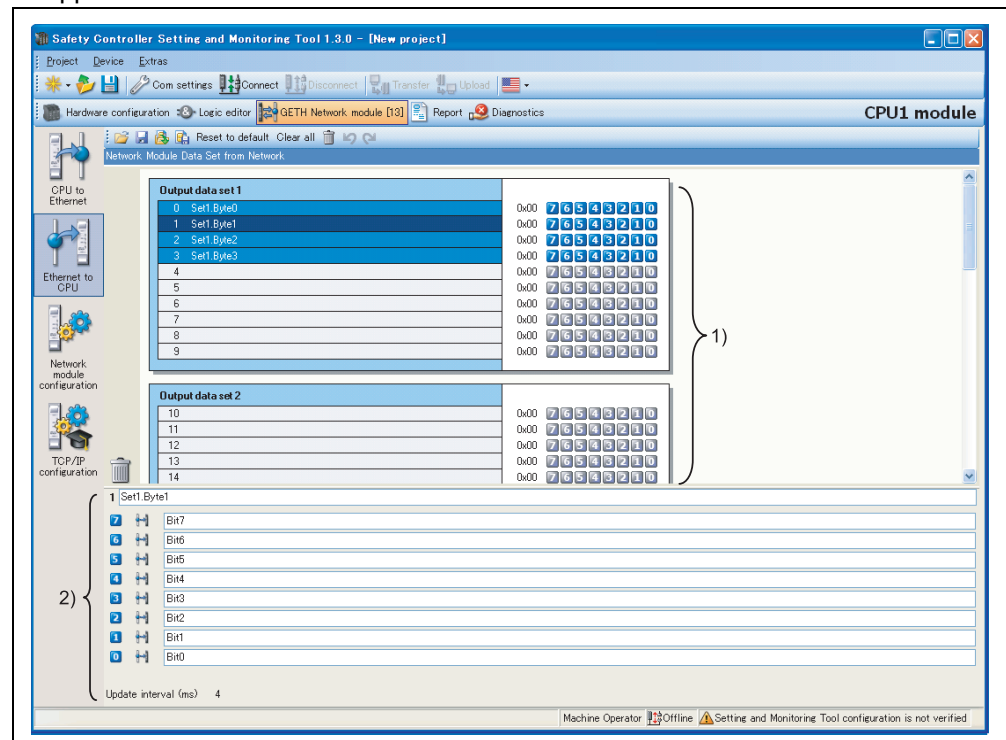 Safety Controller Setting and Monitoring Tool 1.3.0 - [New project]
Project Device Extras
Com settings Connect Disconnect Transfer Upload
Hardware configuration Logic editor GETH Network module [13] Report Diagnostics CPU1 module
Reset to default Clear all
Network Module Data Set from Network
CPU to
Ethernet
Ethernet to
CPU
Network
module
configuration
TCP/IP
configuration
Output data set 1
0 Set1.Byte0 0x00 7 6 5 4 3 2 1 0
1 Set1.Byte1 0x00 7 6 5 4 3 2 1 0
2 Set1.Byte2 0x00 7 6 5 4 3 2 1 0
3 Set1.Byte3 0x00 7 6 5 4 3 2 1 0
4 0x00 7 6 5 4 3 2 1 0
5 0x00 7 6 5 4 3 2 1 0
6 0x00 7 6 5 4 3 2 1 0
7 0x00 7 6 5 4 3 2 1 0
8 0x00 7 6 5 4 3 2 1 0
9 0x00 7 6 5 4 3 2 1 0
1)
Output data set 2
10 0x00 7 6 5 4 3 2 1 0
11 0x00 7 6 5 4 3 2 1 0
12 0x00 7 6 5 4 3 2 1 0
13 0x00 7 6 5 4 3 2 1 0
14 0x00 7 6 5 4 3 2 1 0
1 Set1.Byte1
7 Bit7
6 Bit6
5 Bit5
4 Bit4
3 Bit3
2 Bit2
1 Bit1
0 Bit0
2)
Update interval (ms) 4
Machine Operator Offline Setting and Monitoring Tool configuration is not verified